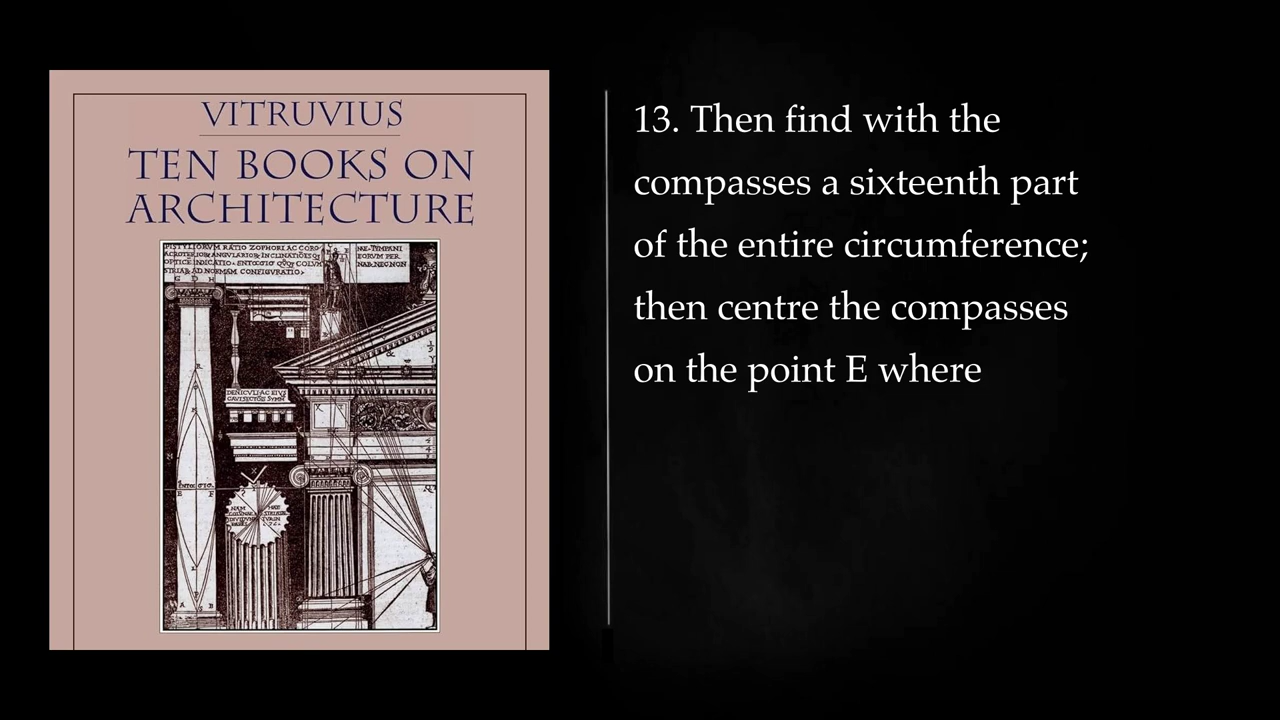 VITRUVIUS
TEN BOOKS ON
ARCHITECTURE
13. Then find with the
compasses a sixteenth part
of the entire circumference;
then centre the compasses
on the point E where